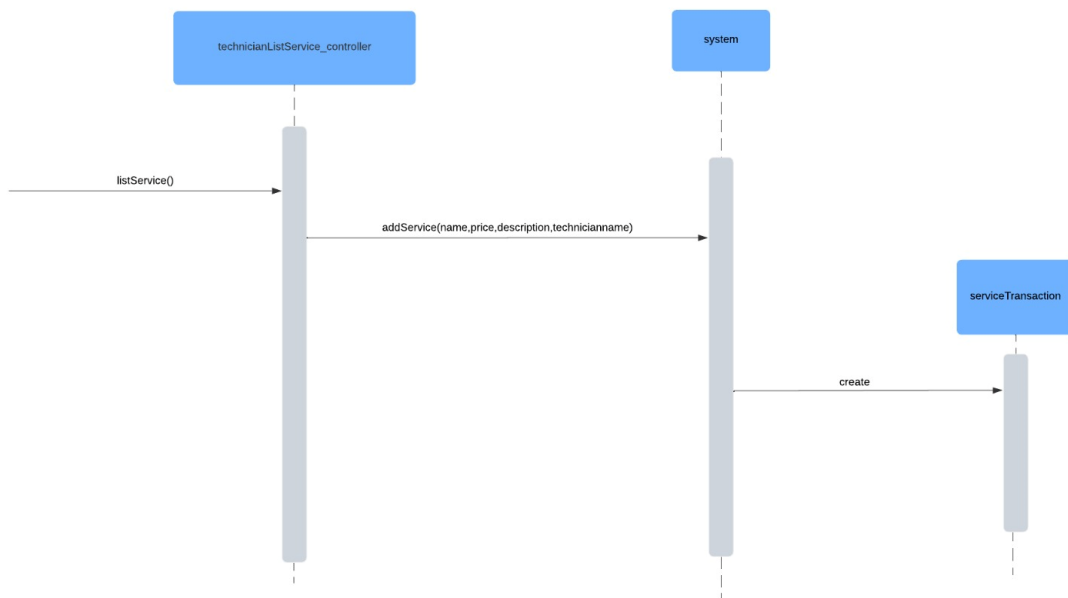 technicianListService_controller
system
listService()
addService(name,price,description,technicianname)
serviceTransaction
create